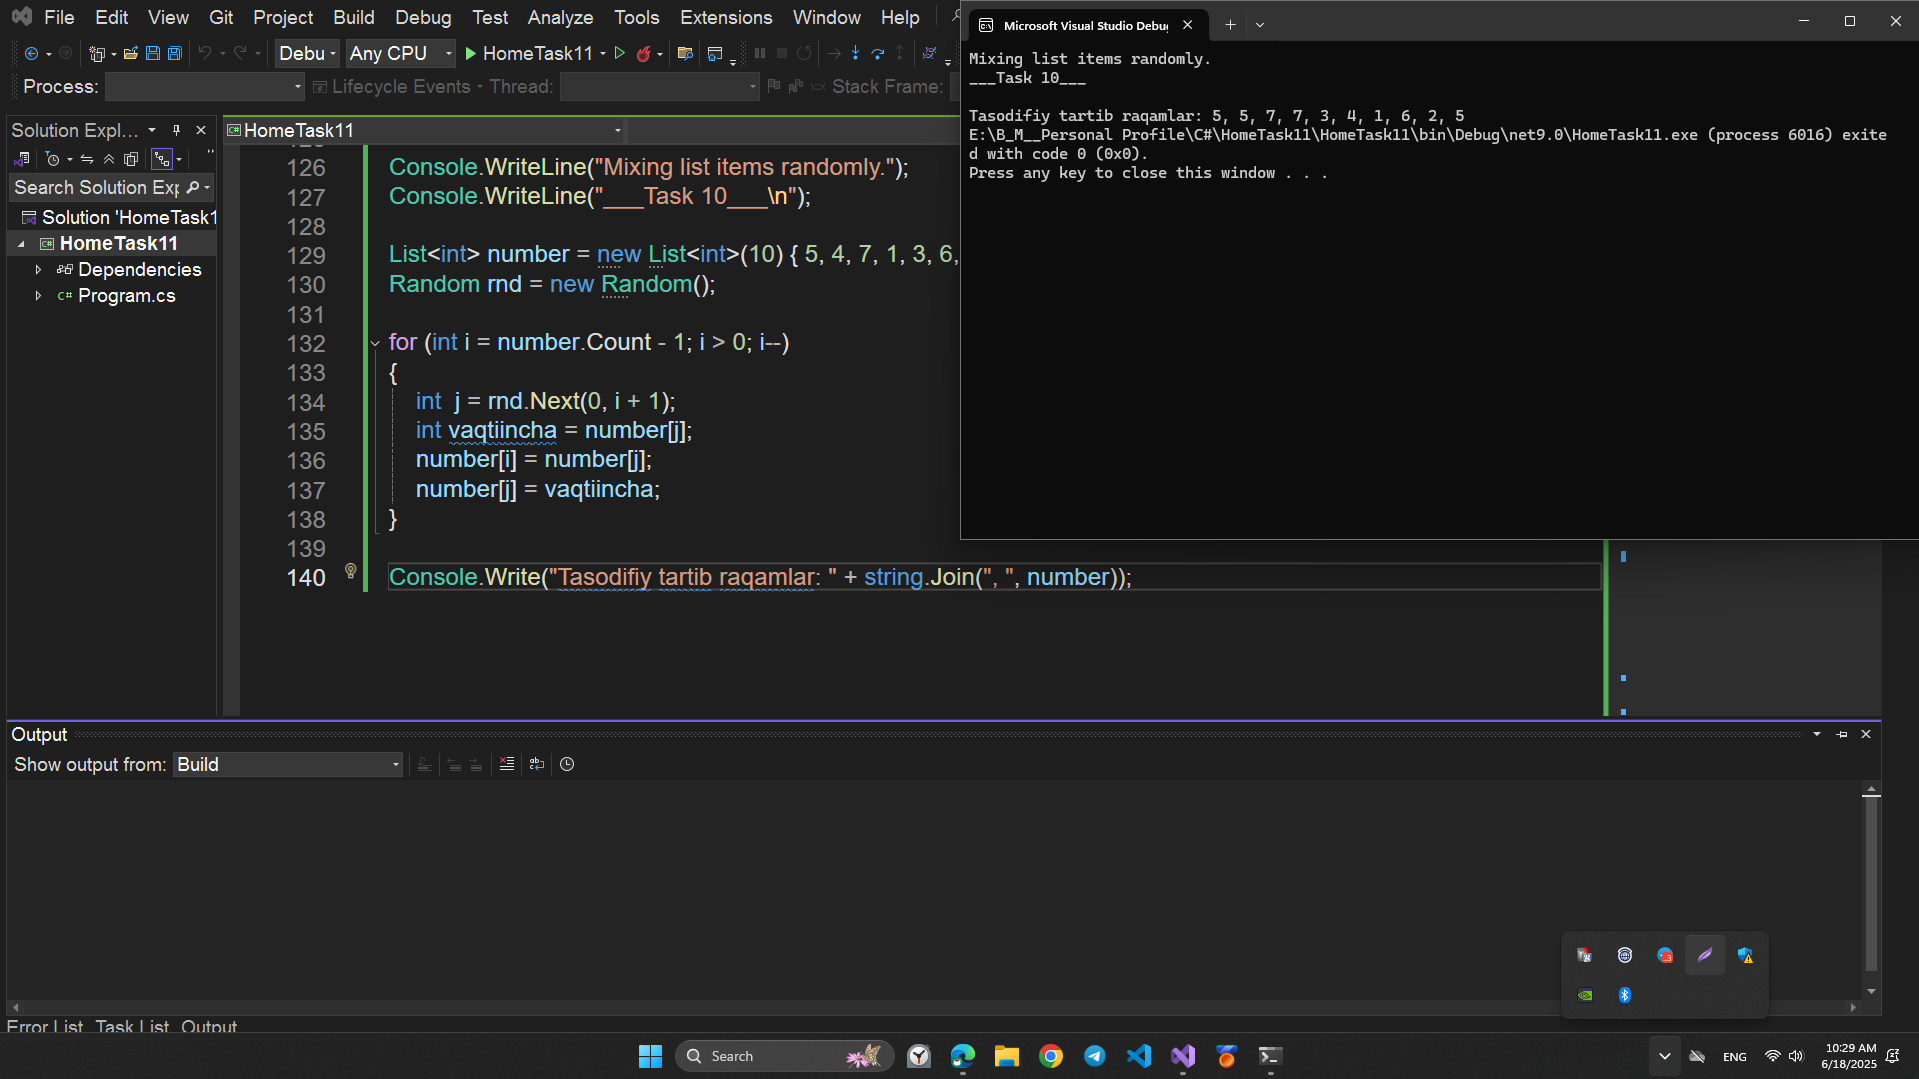 File Edit View Git Project Build Debug Test Analyze Tools Extensions Window Help
Debu Any CPU HomeTask11
Process: Lifecycle Events Thread: Stack Frame:
Solution Expl...
Search Solution Exp
Solution 'HomeTask1
HomeTask11
Dependencies
C# Program.cs
C# HomeTask11
126 Console.WriteLine("Mixing list items randomly.");
127 Console.WriteLine("___Task 10___\n");
128
129 List<int> number = new List<int>(10) { 5, 4, 7, 1, 3, 6,
130 Random rnd = new Random();
131
132 for (int i = number.Count - 1; i > 0; i--)
133 {
134 int  j = rnd.Next(0, i + 1);
135 int vaqtiincha = number[j];
136 number[i] = number[j];
137 number[j] = vaqtiincha;
138 }
139
140 Console.Write("Tasodifiy tartib raqamlar: " + string.Join(", ", number));
Microsoft Visual Studio Debug
Mixing list items randomly.
___Task 10___
Tasodifiy tartib raqamlar: 5, 5, 7, 7, 3, 4, 1, 6, 2, 5
E:\B_M__Personal Profile\C#\HomeTask11\HomeTask11\bin\Debug\net9.0\HomeTask11.exe (process 6016) exite
d with code 0 (0x0).
Press any key to close this window . . .
Output
Show output from: Build
Error List Task List Output
Search
ENG
10:29 AM
6/18/2025